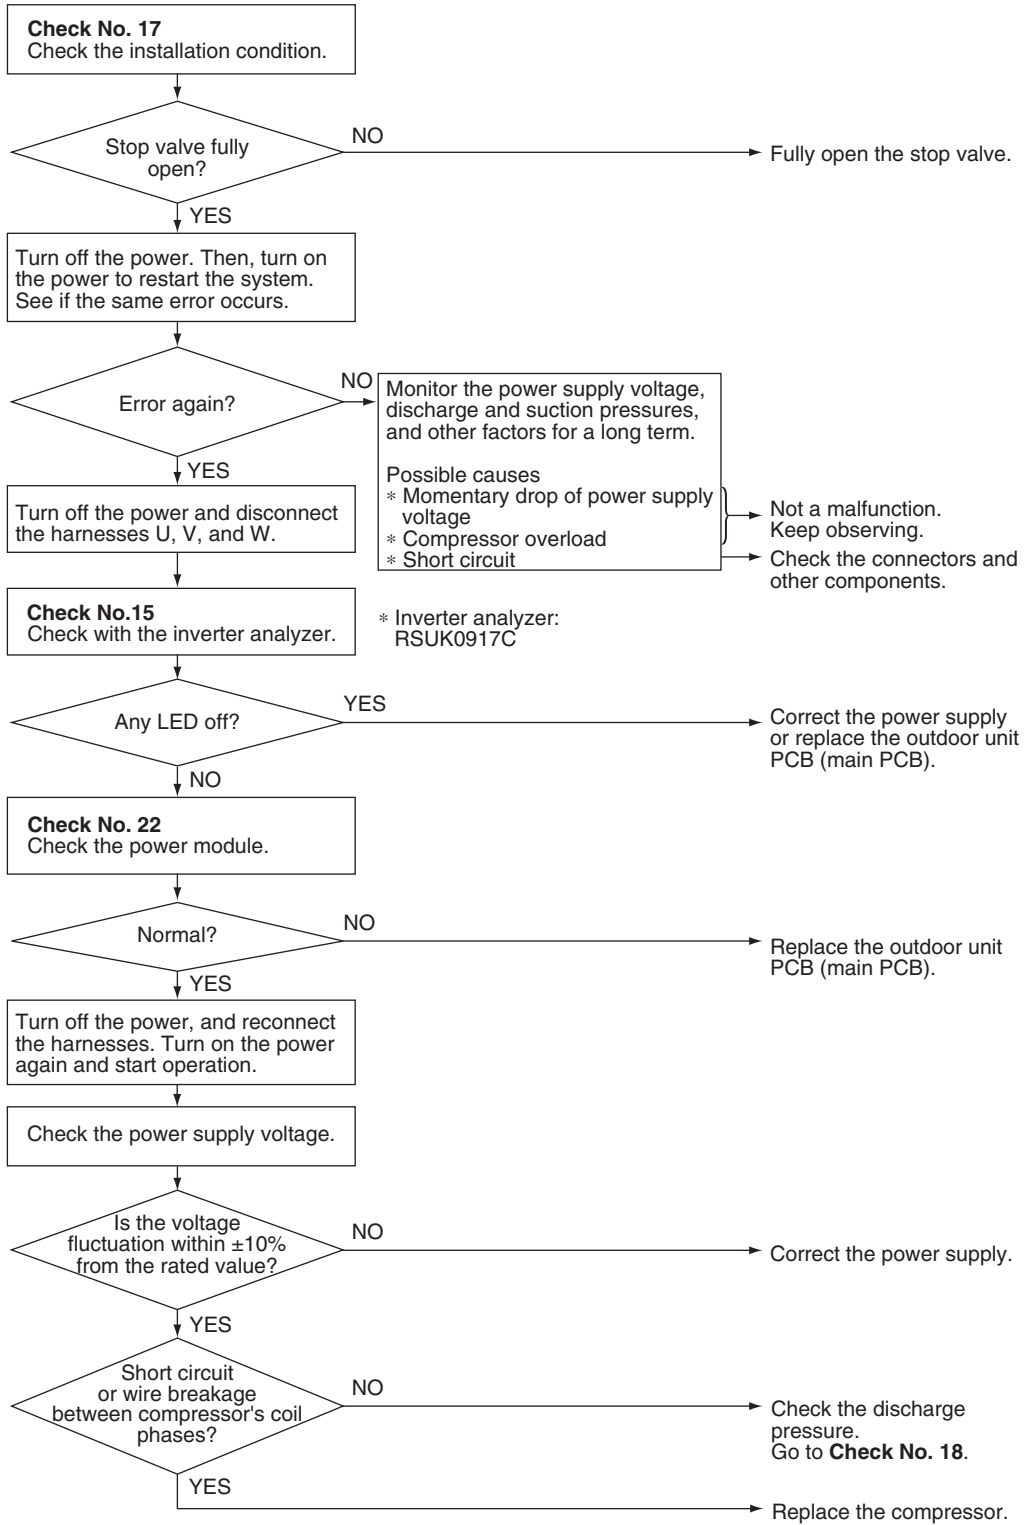 Check No. 17
Check the installation condition.
Stop valve fully
open?
NO
Fully open the stop valve.
YES
Turn off the power. Then, turn on
the power to restart the system.
See if the same error occurs.
Error again?
NO
Monitor the power supply voltage,
discharge and suction pressures,
and other factors for a long term.
Possible causes
* Momentary drop of power supply
voltage
* Compressor overload
* Short circuit
Not a malfunction.
Keep observing.
Check the connectors and
other components.
YES
Turn off the power and disconnect
the harnesses U, V, and W.
Check No.15
Check with the inverter analyzer.
* Inverter analyzer:
RSUK0917C
Any LED off?
YES
Correct the power supply
or replace the outdoor unit
PCB (main PCB).
NO
Check No. 22
Check the power module.
Normal?
NO
Replace the outdoor unit
PCB (main PCB).
YES
Turn off the power, and reconnect
the harnesses. Turn on the power
again and start operation.
Check the power supply voltage.
Is the voltage
fluctuation within ±10%
from the rated value?
NO
Correct the power supply.
YES
Short circuit
or wire breakage
between compressor's coil
phases?
NO
Check the discharge
pressure.
Go to Check No. 18.
YES
Replace the compressor.